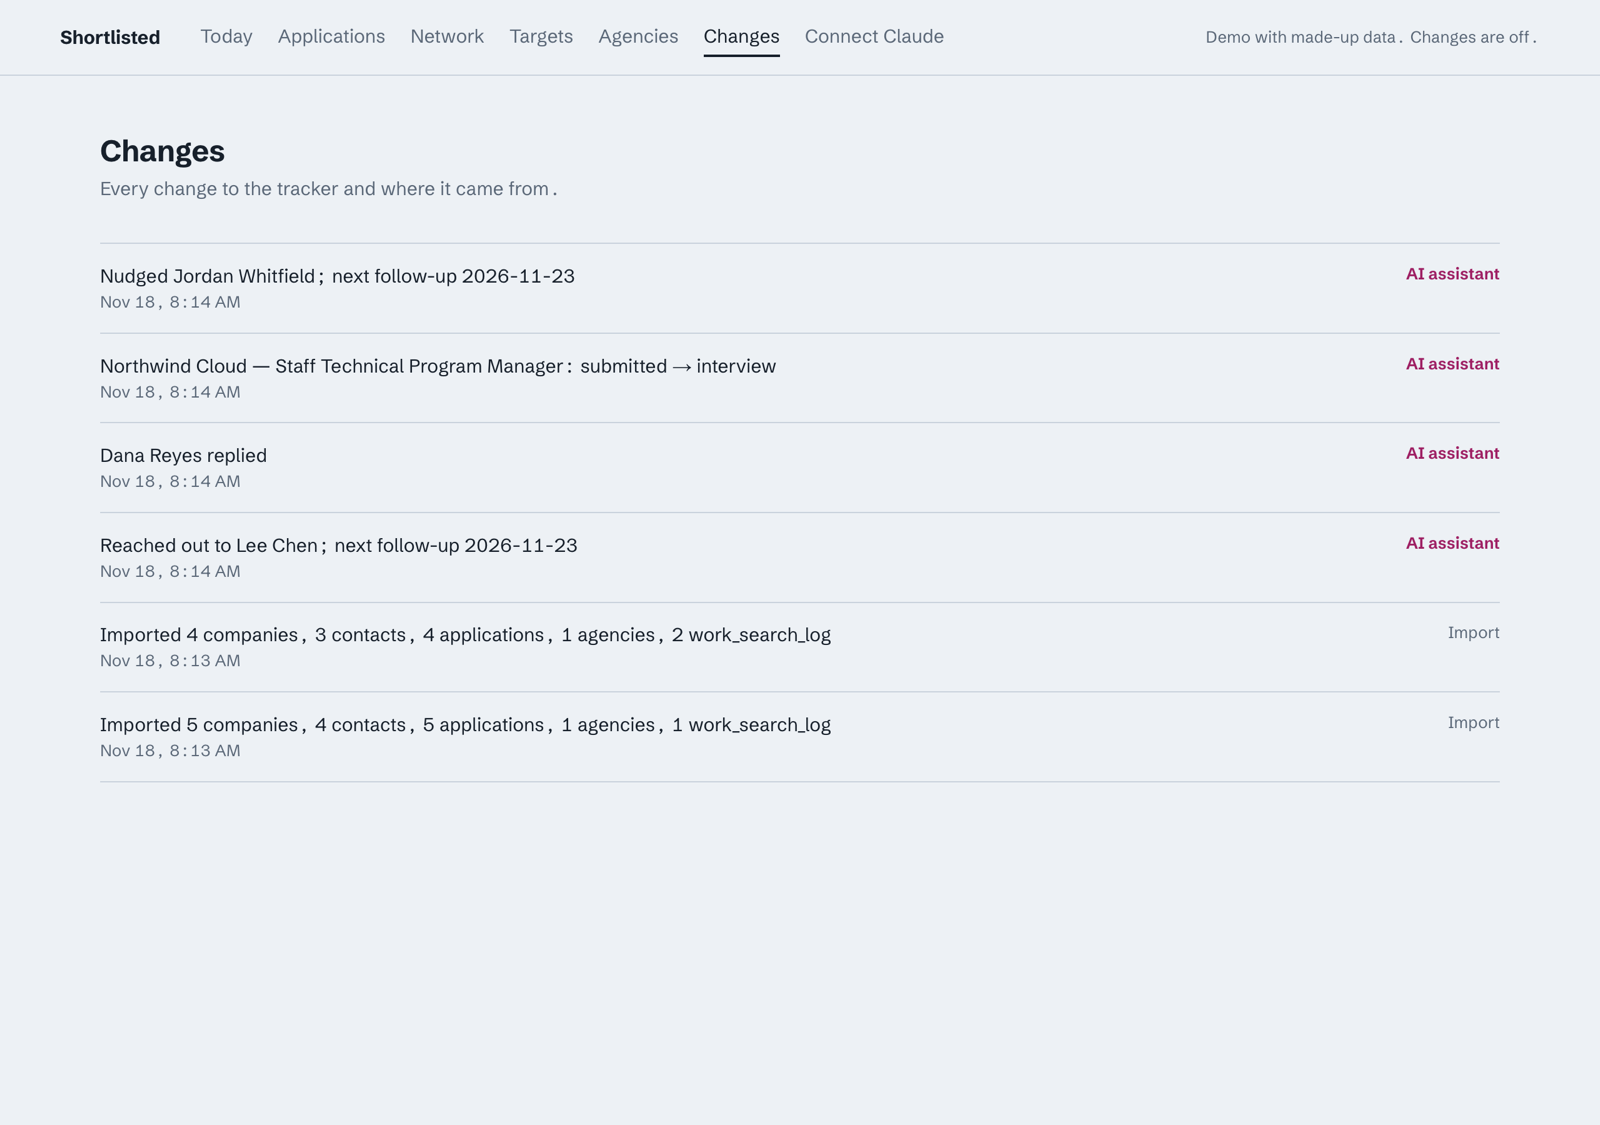 Shortlisted Today Applications Network Targets Agencies Changes Connect Claude Demo with made-up data. Changes are off.
Changes
Every change to the tracker and where it came from.
Nudged Jordan Whitfield; next follow-up 2026-11-23 AI assistant
Nov 18, 8:14 AM
Northwind Cloud — Staff Technical Program Manager: submitted → interview AI assistant
Nov 18, 8:14 AM
Dana Reyes replied AI assistant
Nov 18, 8:14 AM
Reached out to Lee Chen; next follow-up 2026-11-23 AI assistant
Nov 18, 8:14 AM
Imported 4 companies, 3 contacts, 4 applications, 1 agencies, 2 work_search_log Import
Nov 18, 8:13 AM
Imported 5 companies, 4 contacts, 5 applications, 1 agencies, 1 work_search_log Import
Nov 18, 8:13 AM